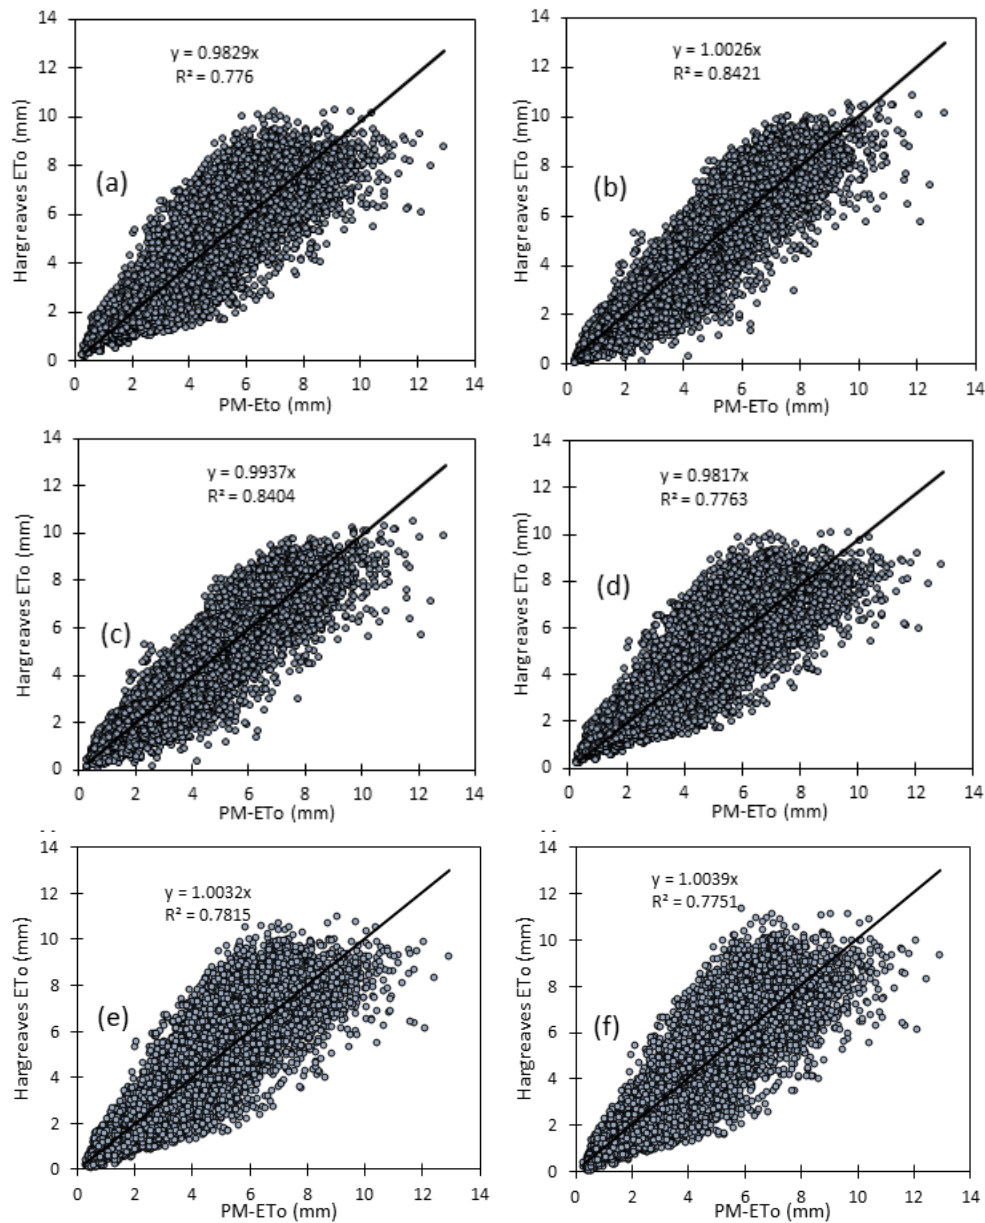 14
12
10
8
6
4
2
0
Hargreaves ETo (mm)
y = 0.9829x
R² = 0.776
(a)
0 2 4 6 8 10 12 14
PM-Eto (mm)
14
12
10
8
6
4
2
0
Hargreaves ETo (mm)
y = 1.0026x
R² = 0.8421
(b)
0 2 4 6 8 10 12 14
PM-ETo (mm)
14
12
10
8
6
4
2
0
Hargreaves ETo (mm)
y = 0.9937x
R² = 0.8404
(c)
0 2 4 6 8 10 12 14
PM-ETo (mm)
14
12
10
8
6
4
2
0
Hargreaves ETo (mm)
y = 0.9817x
R² = 0.7763
(d)
0 2 4 6 8 10 12 14
PM-ETo (mm)
14
12
10
8
6
4
2
0
Hargreaves ETo (mm)
y = 1.0032x
R² = 0.7815
(e)
0 2 4 6 8 10 12 14
PM-ETo (mm)
14
12
10
8
6
4
2
0
Hargreaves ETo (mm)
y = 1.0039x
R² = 0.7751
(f)
0 2 4 6 8 10 12 14
PM-ETo (mm)